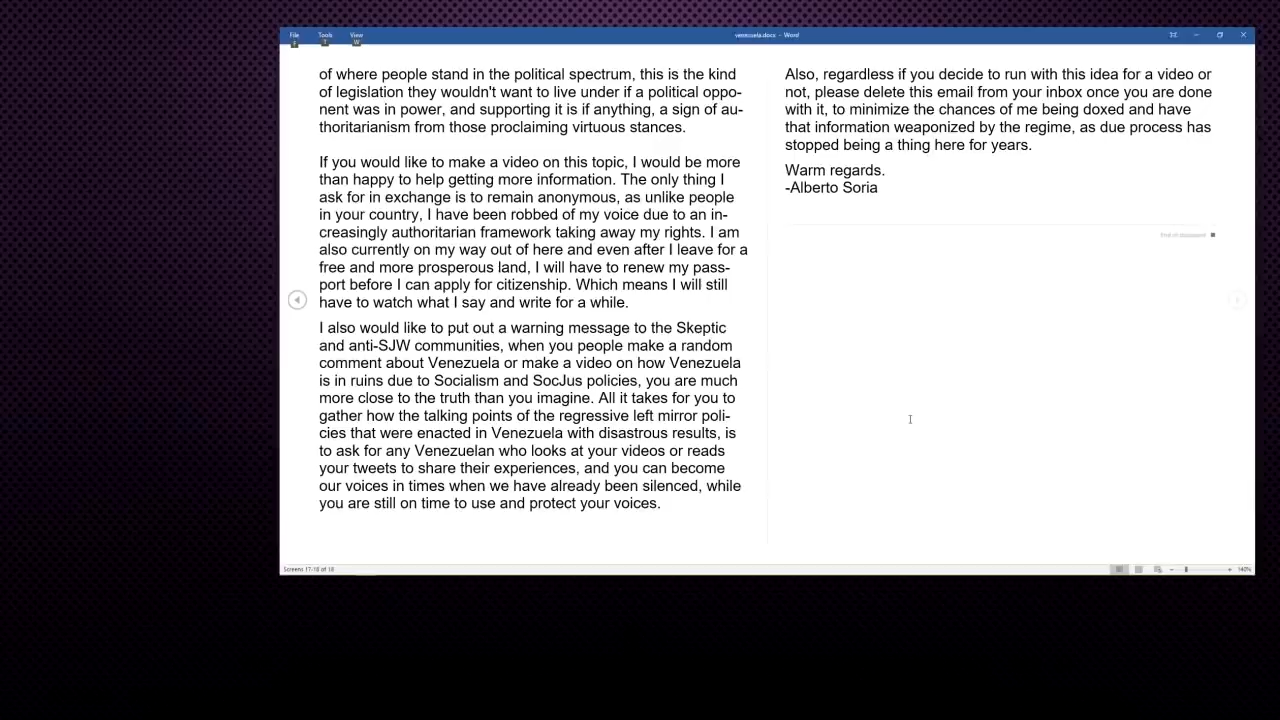 File
Tools
View
venezuela.docx - Word
F
T
W
of where people stand in the political spectrum, this is the kind
of legislation they wouldn't want to live under if a political oppo-
nent was in power, and supporting it is if anything, a sign of au-
thoritarianism from those proclaiming virtuous stances.
If you would like to make a video on this topic, I would be more
than happy to help getting more information. The only thing I
ask for in exchange is to remain anonymous, as unlike people
in your country, I have been robbed of my voice due to an in-
creasingly authoritarian framework taking away my rights. I am
also currently on my way out of here and even after I leave for a
free and more prosperous land, I will have to renew my pass-
port before I can apply for citizenship. Which means I will still
have to watch what I say and write for a while.
I also would like to put out a warning message to the Skeptic
and anti-SJW communities, when you people make a random
comment about Venezuela or make a video on how Venezuela
is in ruins due to Socialism and SocJus policies, you are much
more close to the truth than you imagine. All it takes for you to
gather how the talking points of the regressive left mirror poli-
cies that were enacted in Venezuela with disastrous results, is
to ask for any Venezuelan who looks at your videos or reads
your tweets to share their experiences, and you can become
our voices in times when we have already been silenced, while
you are still on time to use and protect your voices.
Also, regardless if you decide to run with this idea for a video or
not, please delete this email from your inbox once you are done
with it, to minimize the chances of me being doxed and have
that information weaponized by the regime, as due process has
stopped being a thing here for years.
Warm regards.
-Alberto Soria
End of document
Screens 17-18 of 18
140%